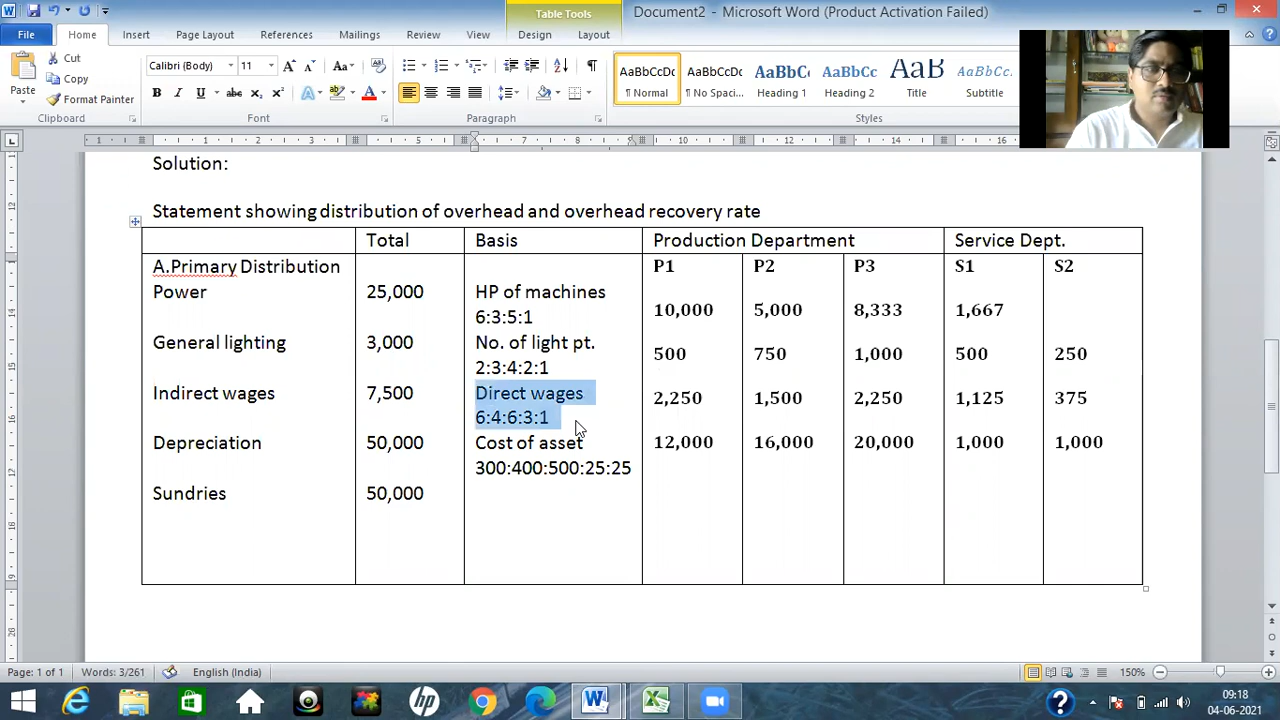 Table Tools
Document2 - Microsoft Word (Product Activation Failed)
File Home Insert Page Layout References Mailings Review View Design Layout
Paste Cut Copy Format Painter
Calibri (Body) 11
AaBbCcDc AaBbCcDc AaBbC AaBbCc AaB AaBbCcDc
¶ Normal ¶ No Spaci... Heading 1 Heading 2 Title Subtitle
Clipboard Font Paragraph Styles
Solution:
Statement showing distribution of overhead and overhead recovery rate
Total Basis Production Department Service Dept.
A.Primary Distribution P1 P2 P3 S1 S2
Power 25,000 HP of machines
6:3:5:1 10,000 5,000 8,333 1,667
General lighting 3,000 No. of light pt.
2:3:4:2:1 500 750 1,000 500 250
Indirect wages 7,500 Direct wages
6:4:6:3:1 2,250 1,500 2,250 1,125 375
Depreciation 50,000 Cost of asset 12,000 16,000 20,000 1,000 1,000
300:400:500:25:25
Sundries 50,000
Page: 1 of 1 Words: 3/261 English (India) 150%
09:18
04-06-2021